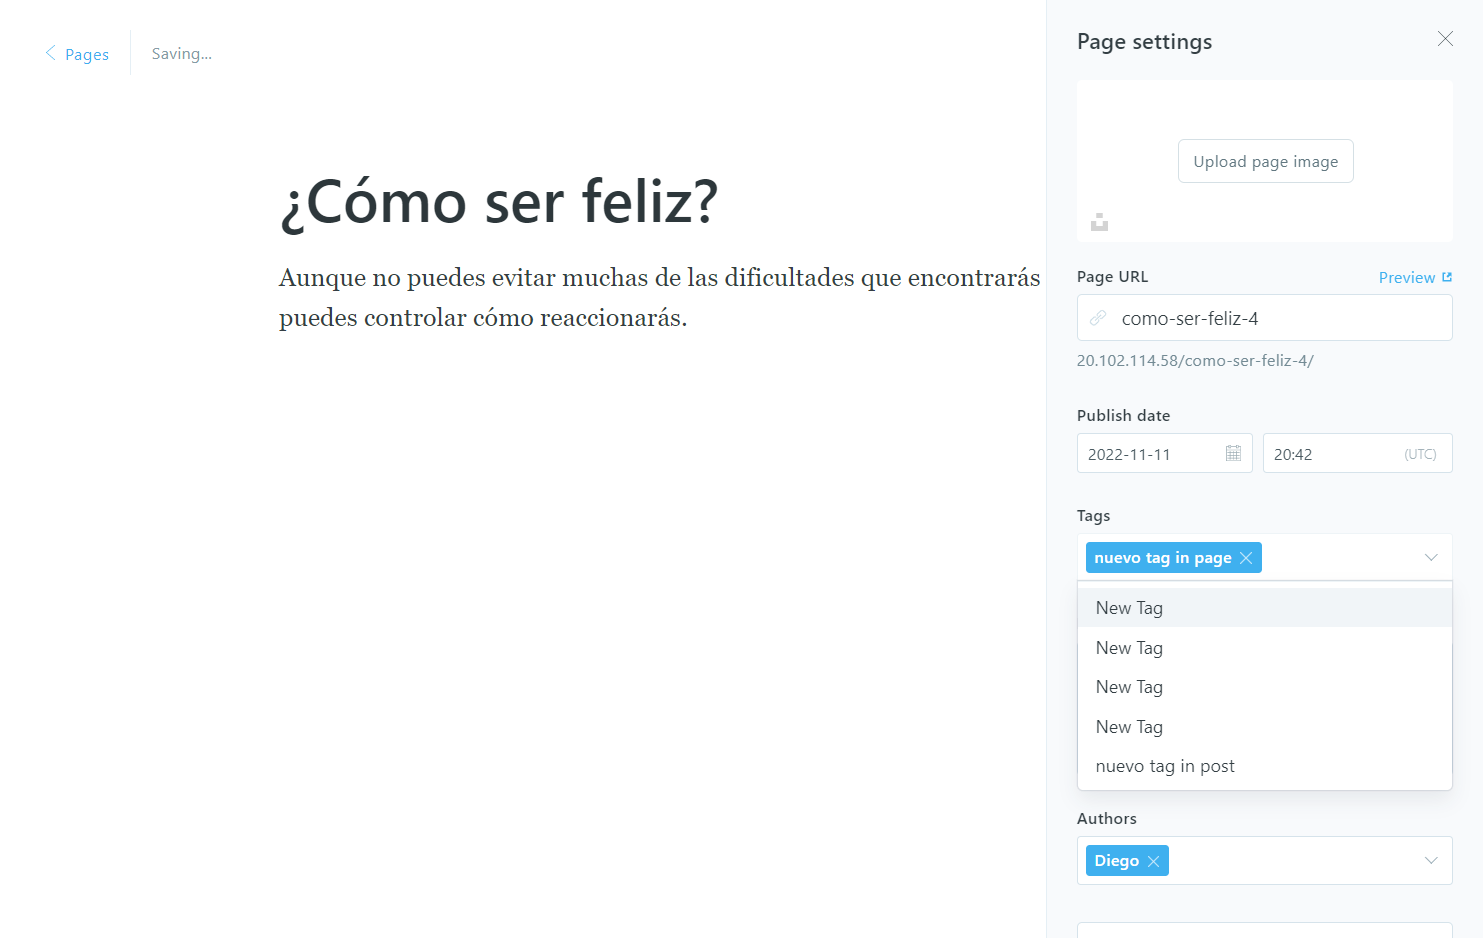 Pages
Saving...
¿Cómo ser feliz?
Aunque no puedes evitar muchas de las dificultades que encontrarás
puedes controlar cómo reaccionarás.
Page settings
Upload page image
Page URL
Preview
como-ser-feliz-4
20.102.114.58/como-ser-feliz-4/
Publish date
2022-11-11
20:42 (UTC)
Tags
nuevo tag in page
New Tag
New Tag
New Tag
New Tag
nuevo tag in post
Authors
Diego